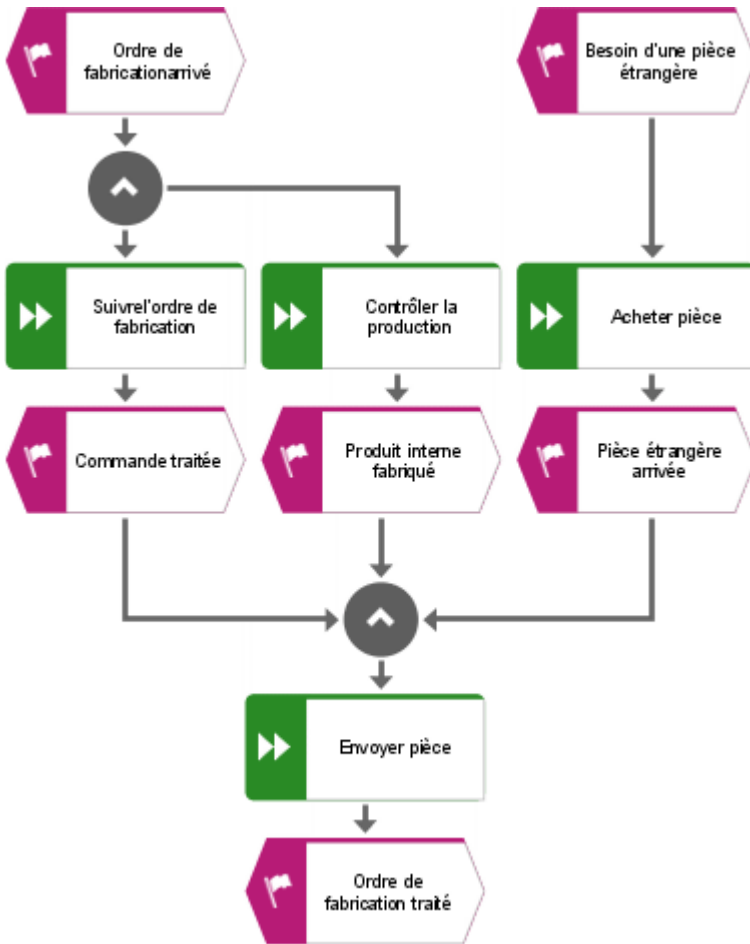 Ordre de
fabricationarrivé
Besoin d'une pièce
étrangère
Suivrel'ordre de
fabrication
Contrôler la
production
Acheter pièce
Commande traitée
Produit interne
fabriqué
Pièce étrangère
arrivée
Envoyer pièce
Ordre de
fabrication traité